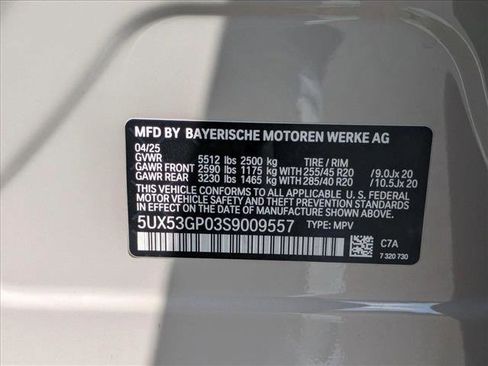 MFD BY BAYERISCHE MOTOREN WERKE AG
04/25
GVWR 5512 lbs 2500 kg TIRE / RIM
GAWR FRONT 2590 lbs 1175 kg WITH 255/45 R20 /9.0Jx 20
GAWR REAR 3230 lbs 1465 kg WITH 285/40 R20 /10.5Jx 20
THIS VEHICLE CONFORMS TO ALL APPLICABLE U. S. FEDERAL
MOTOR VEHICLE SAFETY, BUMPER, AND THEFT PREVENTION
STANDARDS IN EFFECT ON THE DATE OF MANUFACTURE SHOWN ABOVE.
5UX53GP03S9009557 TYPE: MPV
C7A
7 320 730